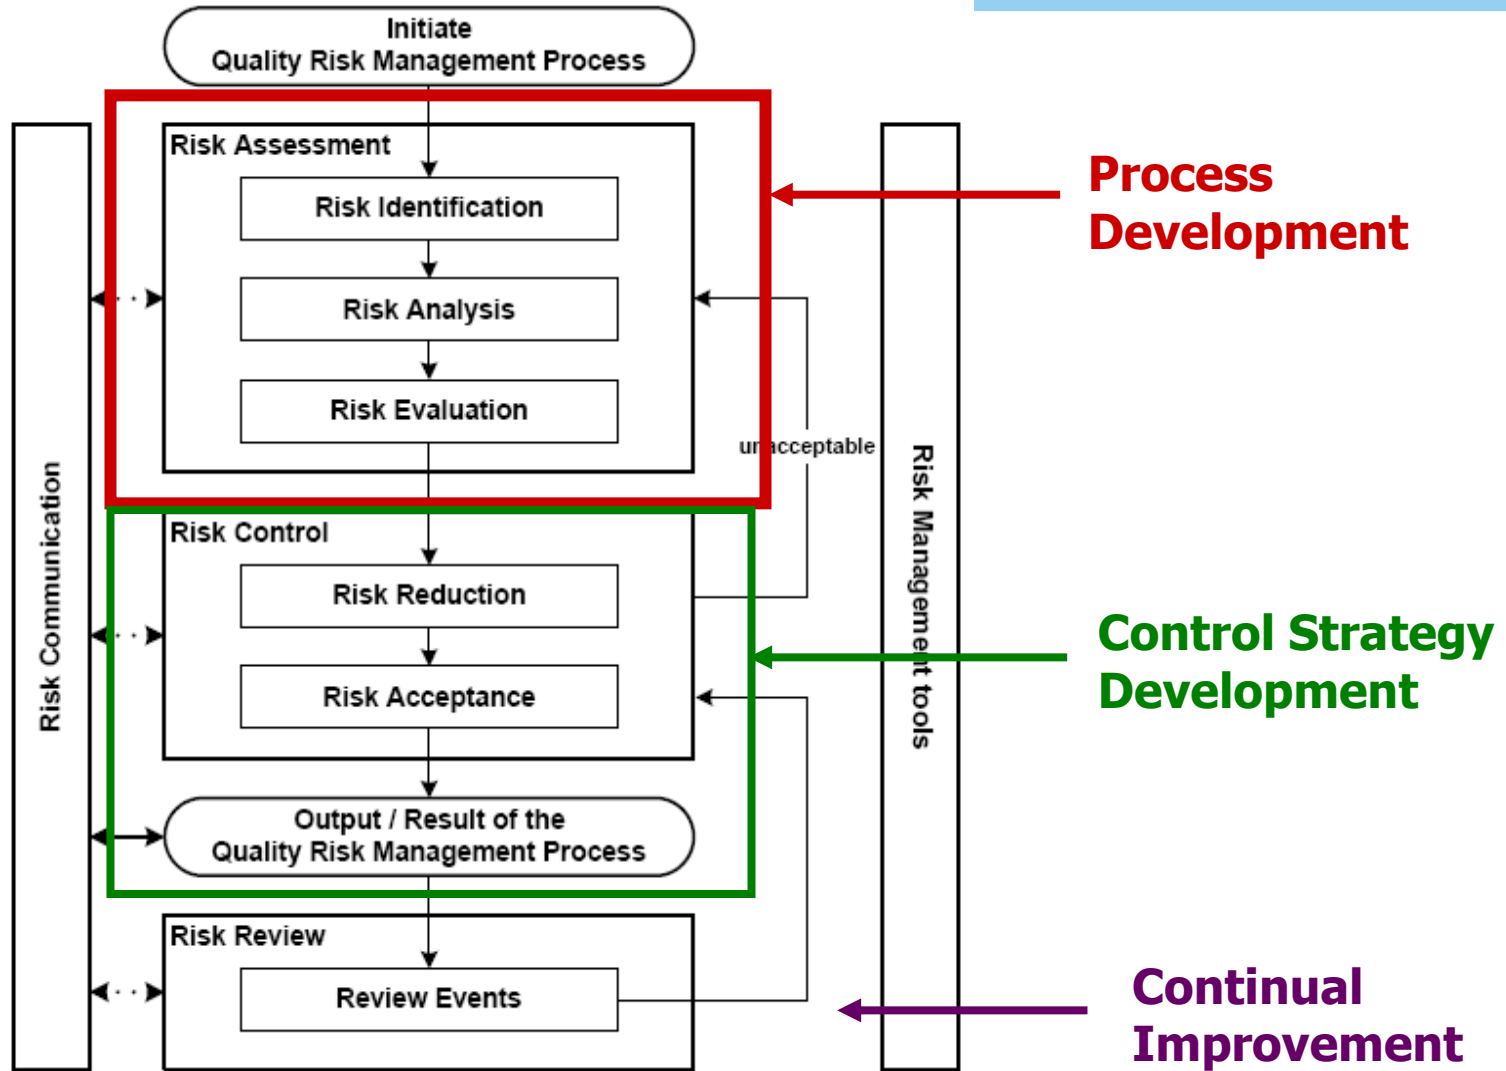 Initiate
Quality Risk Management Process
Risk Assessment
Risk Identification
Risk Analysis
Risk Evaluation
unacceptable
Risk Control
Risk Reduction
Risk Acceptance
Output / Result of the
Quality Risk Management Process
Risk Review
Review Events
Risk Communication
Risk Management tools
Process
Development
Control Strategy
Development
Continual
Improvement